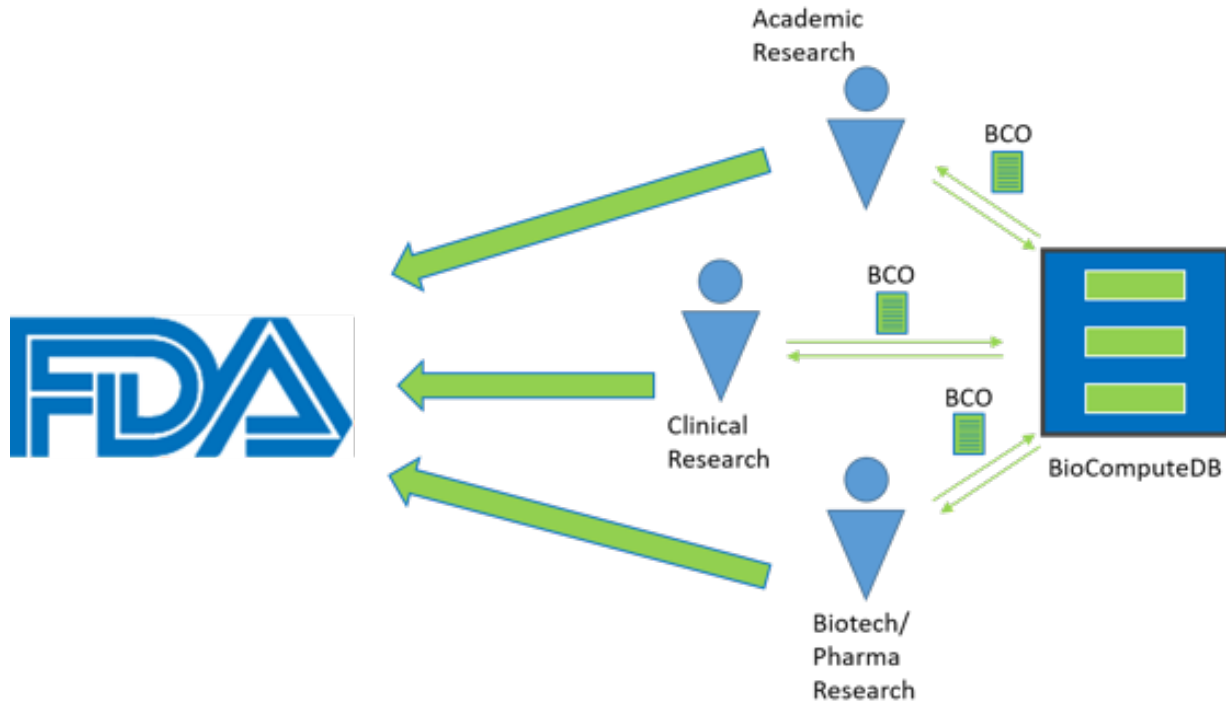 Academic
Research
BCO
BCO
FDA
Clinical
Research
BCO
BioComputeDB
Biotech/
Pharma
Research